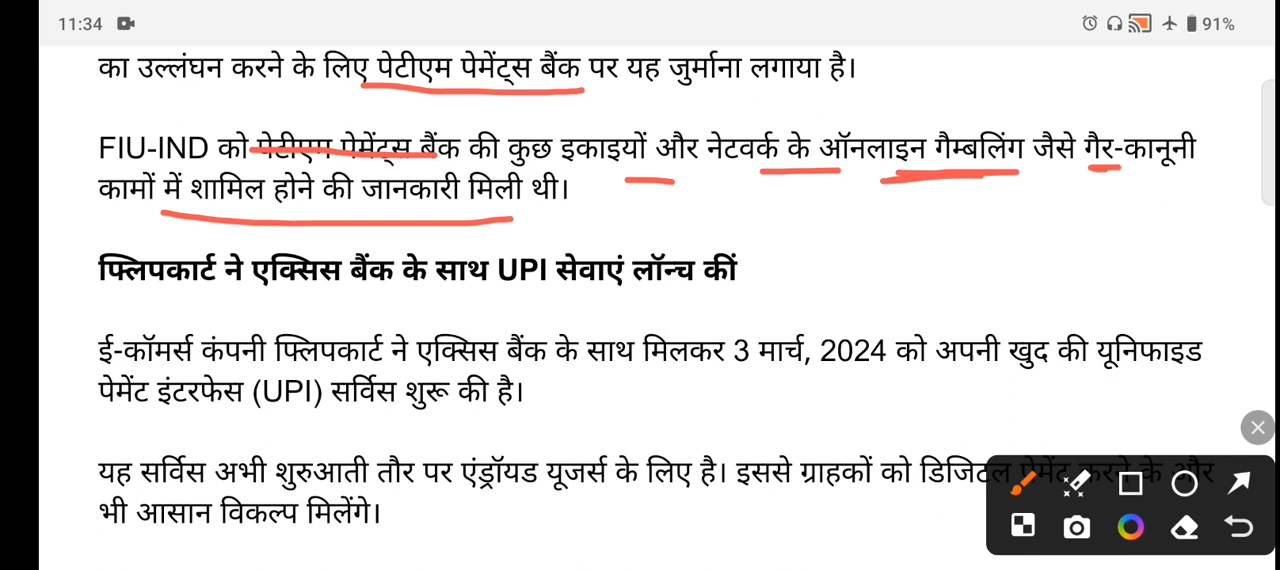 11:34
91%
का उल्लंघन करने के लिए पेटीएम पेमेंट्स बैंक पर यह जुर्माना लगाया है।
FIU-IND को पेटीएम पेमेंट्स बैंक की कुछ इकाइयों और नेटवर्क के ऑनलाइन गैम्बलिंग जैसे गैर-कानूनी
कामों में शामिल होने की जानकारी मिली थी।
फ्लिपकार्ट ने एक्सिस बैंक के साथ UPI सेवाएं लॉन्च कीं
ई-कॉमर्स कंपनी फ्लिपकार्ट ने एक्सिस बैंक के साथ मिलकर 3 मार्च, 2024 को अपनी खुद की यूनिफाइड
पेमेंट इंटरफेस (UPI) सर्विस शुरू की है।
यह सर्विस अभी शुरुआती तौर पर एंड्रॉयड यूजर्स के लिए है। इससे ग्राहकों को डिजिटल पेमेंट करने के और
भी आसान विकल्प मिलेंगे।